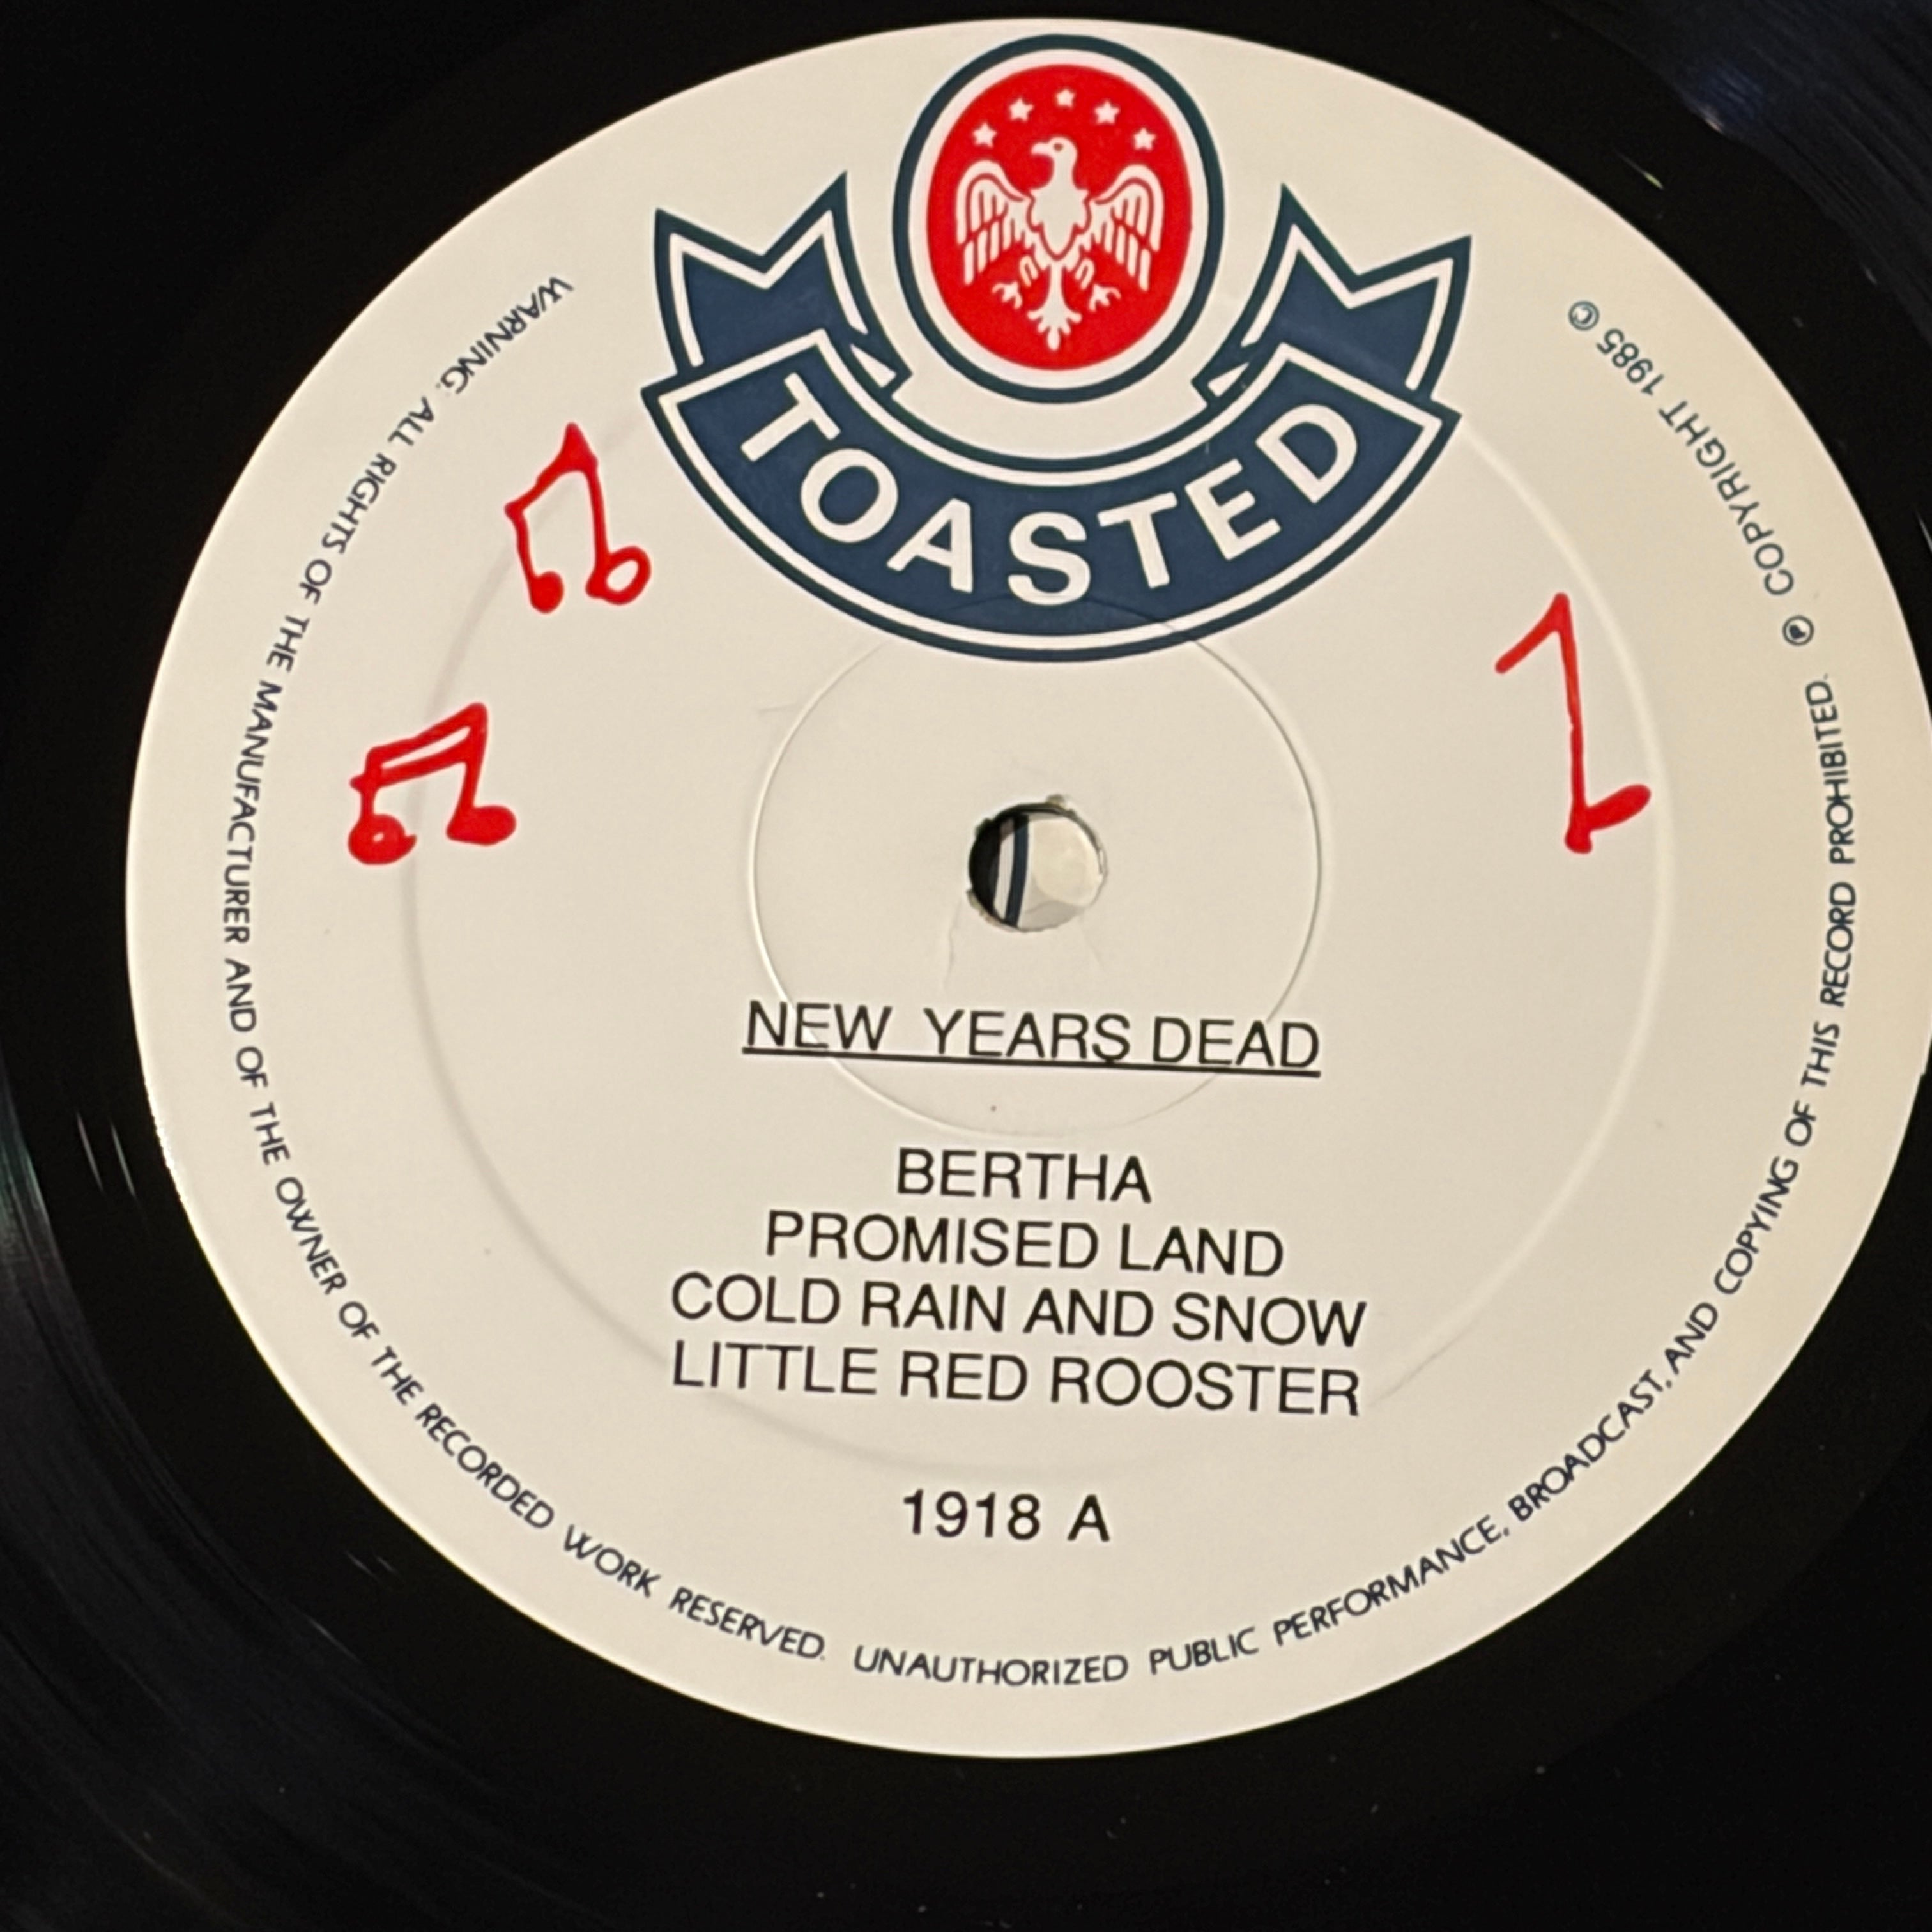 TOASTED
NEW YEARS DEAD
BERTHA
PROMISED LAND
COLD RAIN AND SNOW
LITTLE RED ROOSTER
1918 A
WARNING: ALL RIGHTS OF THE MANUFACTURER AND OF THE OWNER OF THE RECORDED WORK RESERVED. UNAUTHORIZED PUBLIC PERFORMANCE, BROADCAST, AND COPYING OF THIS RECORD PROHIBITED. ℗ COPYRIGHT 1985 ©